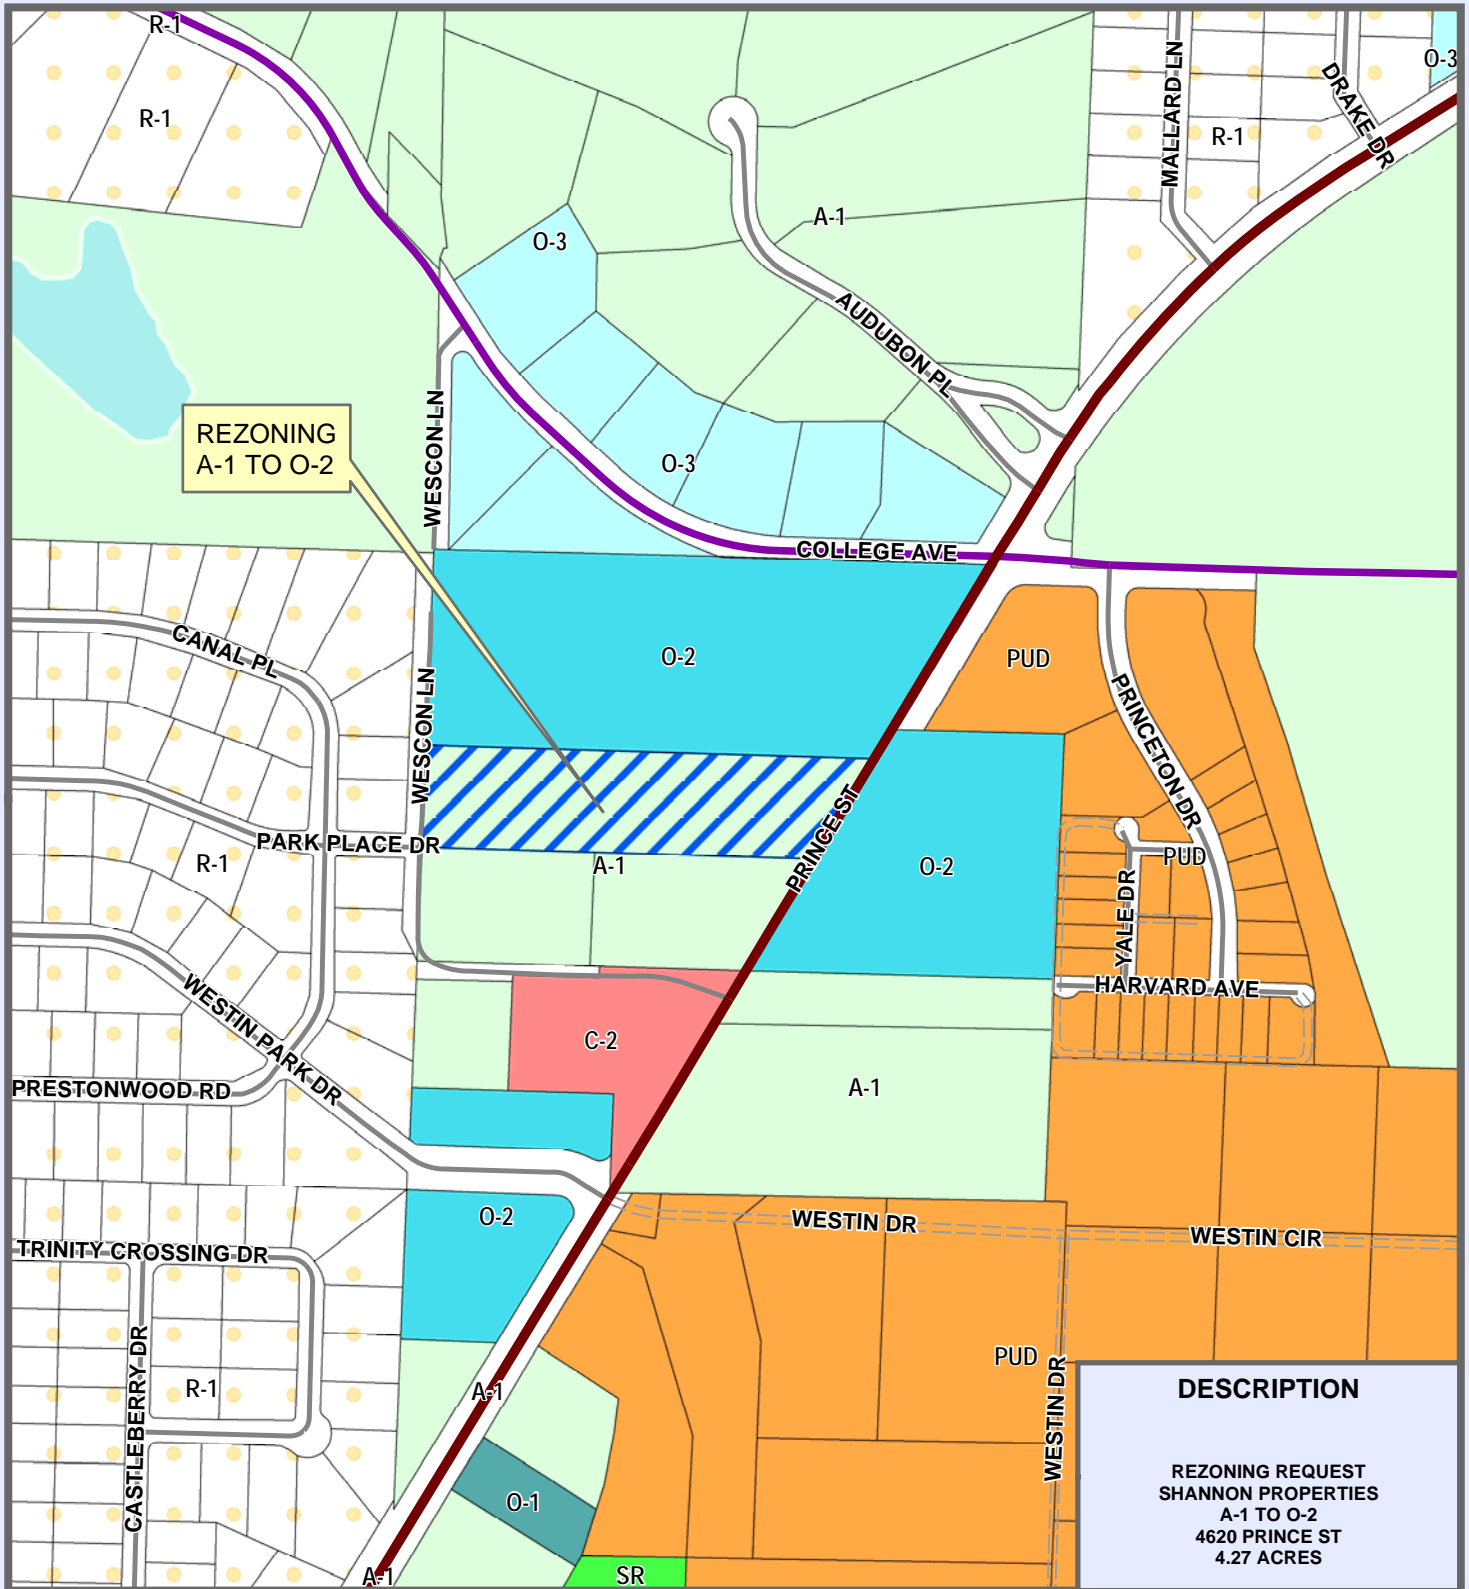 R-1
R-1
MALLARD LN
DRAKE DR
O-3
R-1
A-1
O-3
AUDUBON PL
REZONING
A-1 TO O-2
WESCON LN
O-3
COLLEGE AVE
CANAL PL
WESCON LN
O-2
PUD
PRINCETON DR
PRINCE ST
PARK PLACE DR
R-1
A-1
O-2
PUD
YALE DR
HARVARD AVE
WESTIN PARK DR
C-2
PRESTONWOOD RD
A-1
O-2
WESTIN DR
WESTIN CIR
TRINITY CROSSING DR
CASTLEBERRY DR
R-1
A-1
PUD
WESTIN DR
O-1
A-1
SR
DESCRIPTION
REZONING REQUEST
SHANNON PROPERTIES
A-1 TO O-2
4620 PRINCE ST
4.27 ACRES